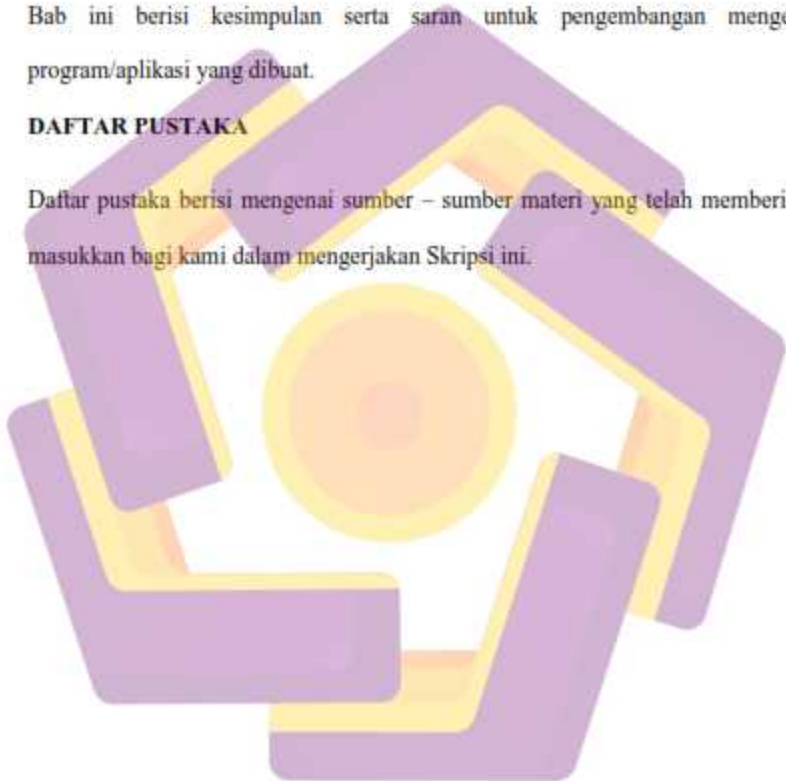 Bab ini berisi kesimpulan serta saran untuk pengembangan menge
program/aplikasi yang dibuat.
DAFTAR PUSTAKA
Daftar pustaka berisi mengenai sumber – sumber materi yang telah memberi
masukkan bagi kami dalam mengerjakan Skripsi ini.